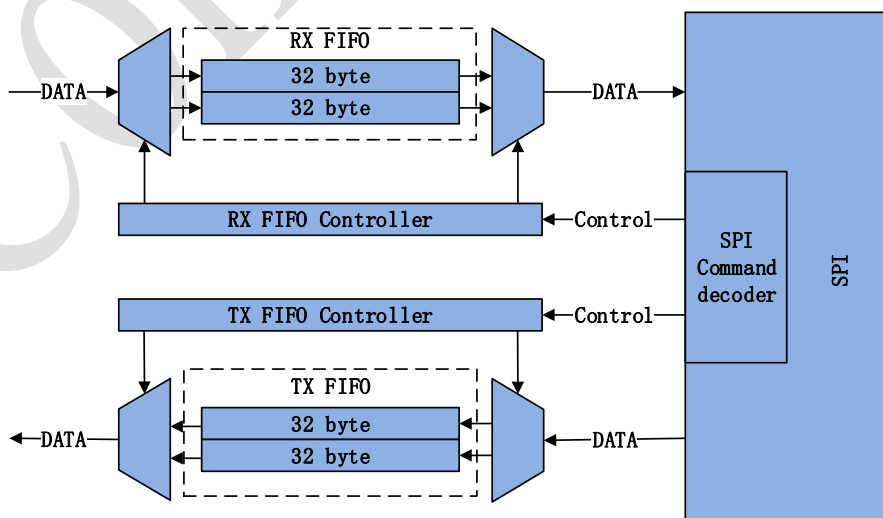 RX FIFO
32 byte
32 byte
DATA
DATA
RX FIFO Controller
Control
SPI
Command
decoder
SPI
TX FIFO Controller
Control
TX FIFO
32 byte
32 byte
DATA
DATA